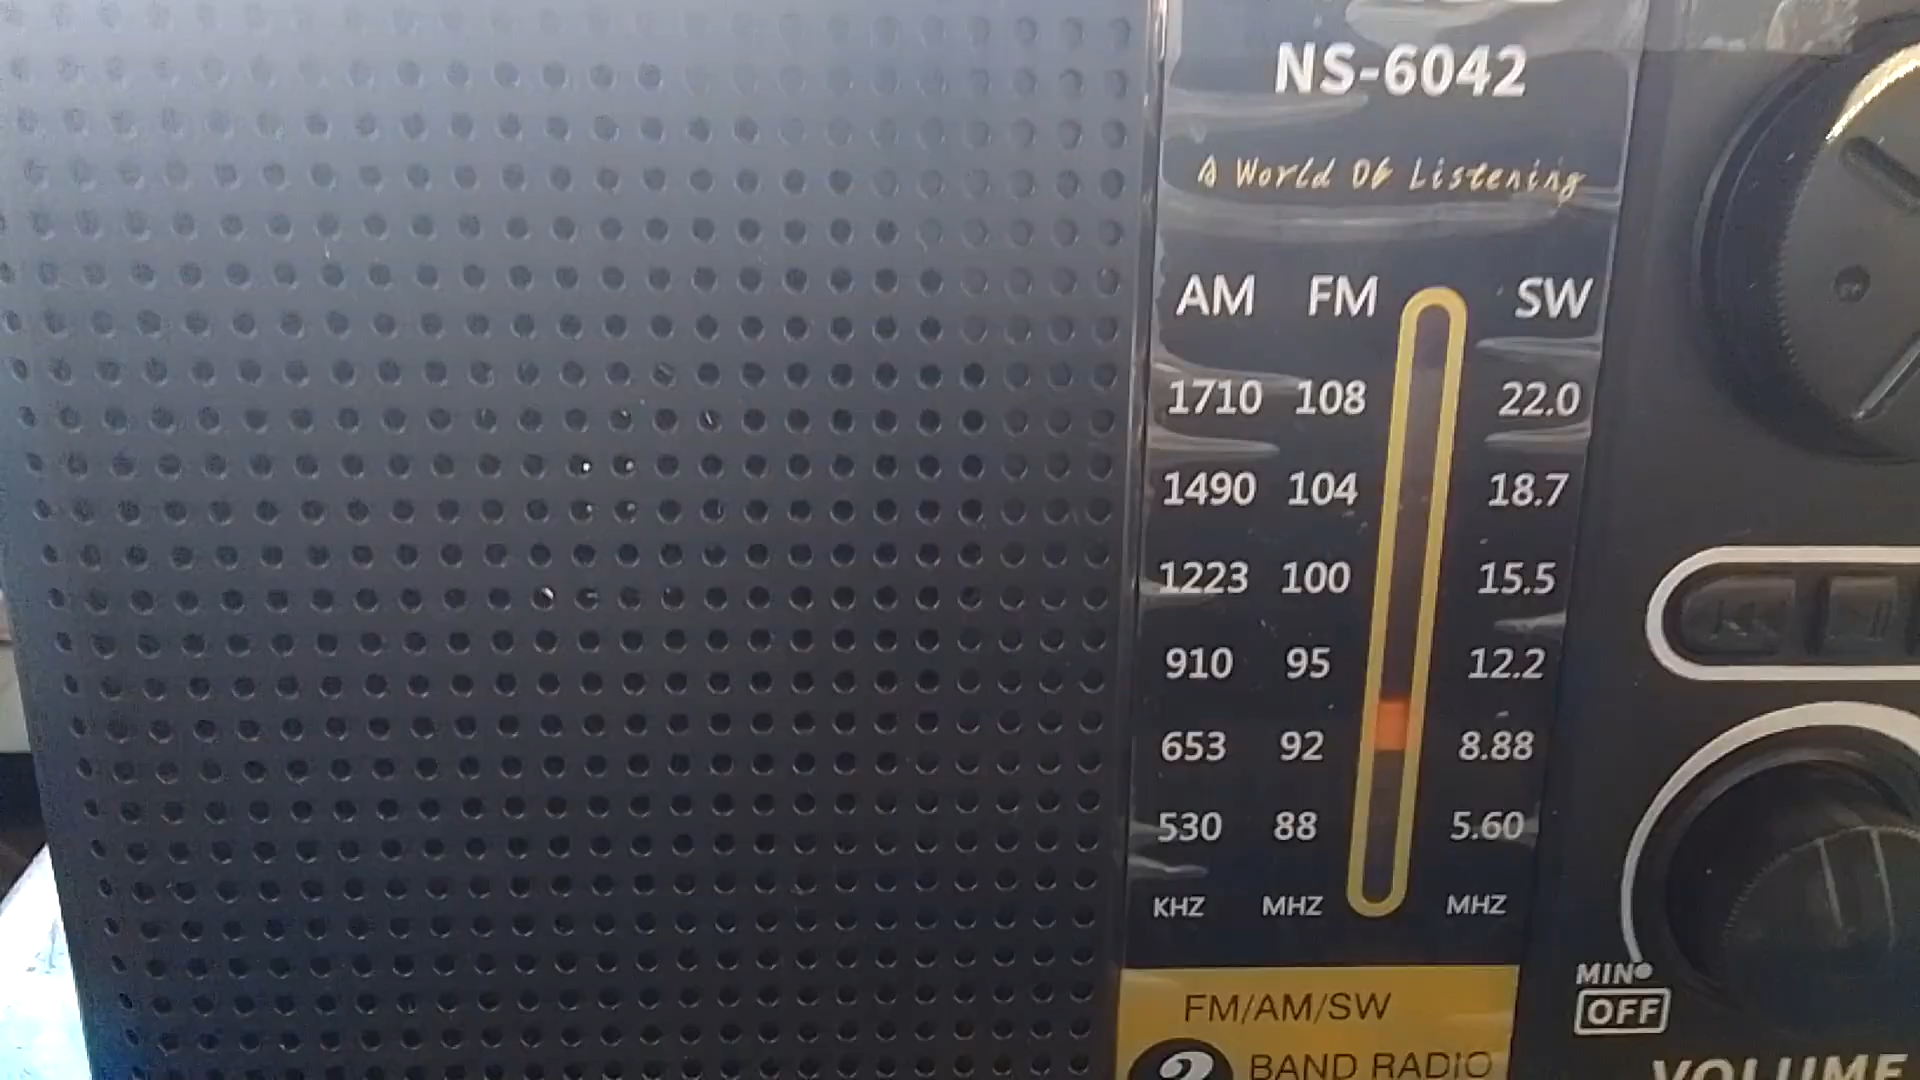 NS-6042
A World Of Listening
AM FM SW
1710 108 22.0
1490 104 18.7
1223 100 15.5
910 95 12.2
653 92 8.88
530 88 5.60
KHZ MHZ MHZ
MIN
OFF
FM/AM/SW
BAND RADIO
VOLUME